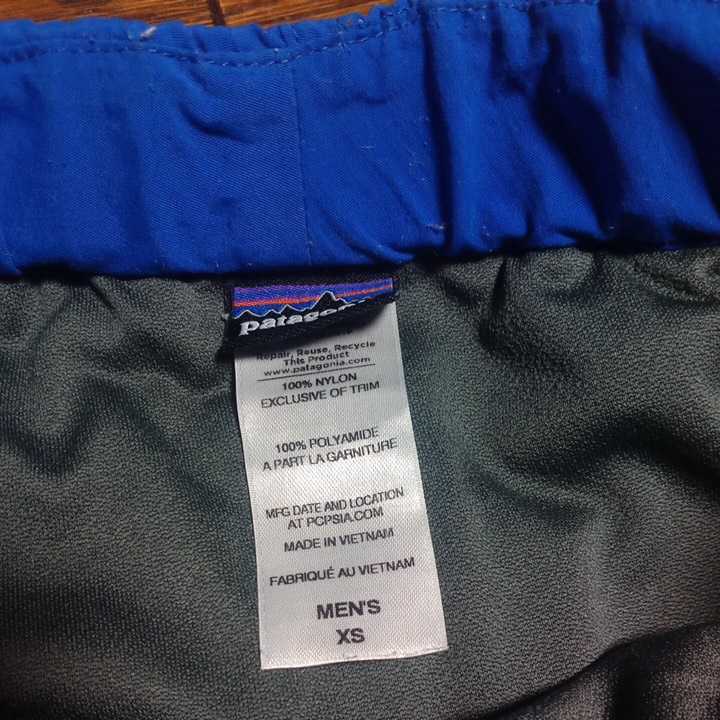 patagonia
Repair, Reuse, Recycle
This Product
www.patagonia.com
100% NYLON
EXCLUSIVE OF TRIM
100% POLYAMIDE
A PART LA GARNITURE
MFG DATE AND LOCATION
AT PCPSIA.COM
MADE IN VIETNAM
FABRIQUÉ AU VIETNAM
MEN'S
XS